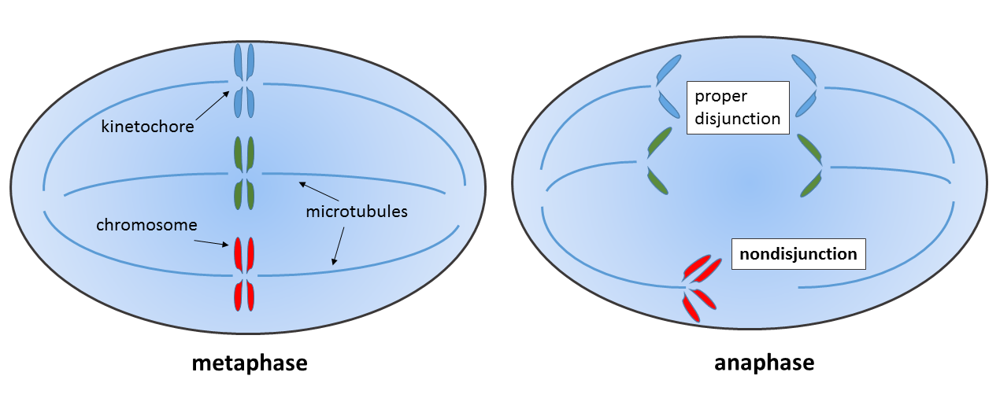 kinetochore
microtubules
chromosome
metaphase
proper
disjunction
nondisjunction
anaphase